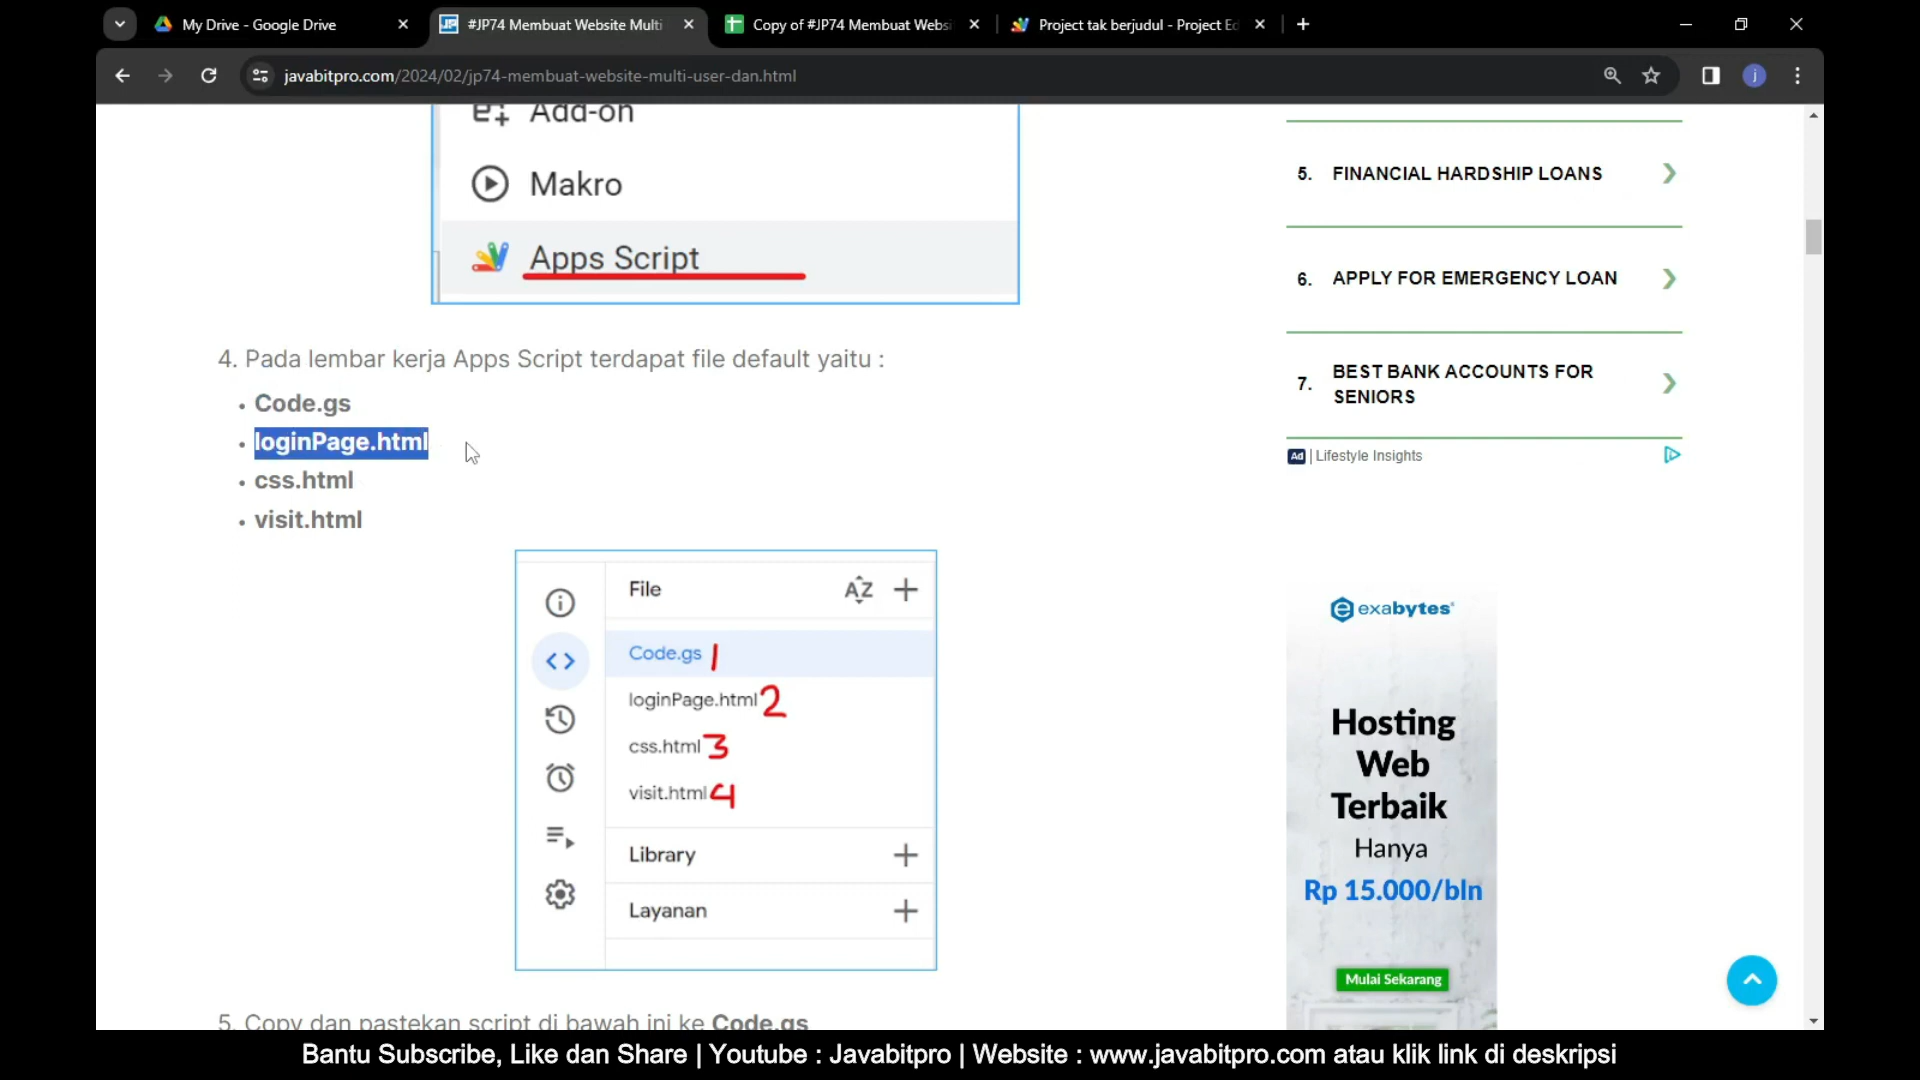 My Drive - Google Drive
#JP74 Membuat Website Multi
Copy of #JP74 Membuat Webs
Project tak berjudul - Project Ed
javabitpro.com/2024/02/jp74-membuat-website-multi-user-dan.html
j
Add-on
Makro
Apps Script
4. Pada lembar kerja Apps Script terdapat file default yaitu :
• Code.gs
• loginPage.html
• css.html
• visit.html
File
AZ
Code.gs 1
loginPage.html 2
css.html 3
visit.html 4
Library
Layanan
5. Copy dan pastekan script di bawah ini ke Code.gs
5. FINANCIAL HARDSHIP LOANS
6. APPLY FOR EMERGENCY LOAN
7. BEST BANK ACCOUNTS FOR
SENIORS
Ad | Lifestyle Insights
exabytes
Hosting
Web
Terbaik
Hanya
Rp 15.000/bln
Mulai Sekarang
Bantu Subscribe, Like dan Share | Youtube : Javabitpro | Website : www.javabitpro.com atau klik link di deskripsi